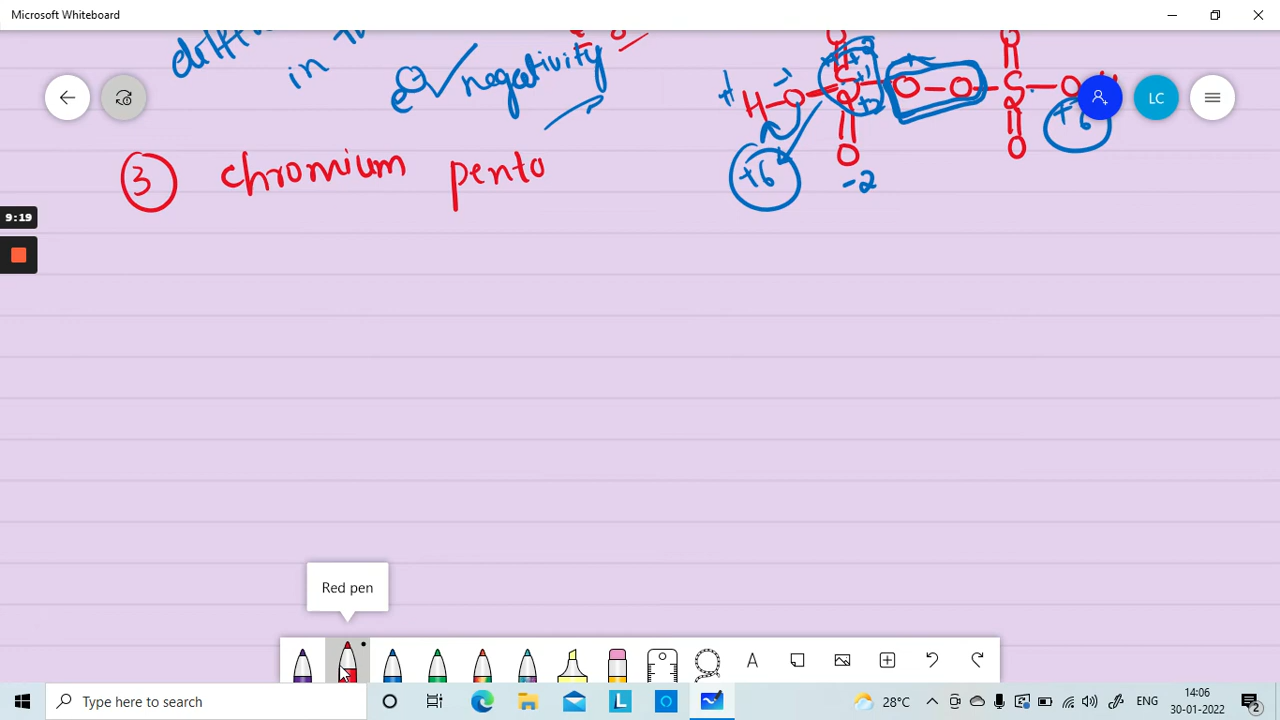 Microsoft Whiteboard
in
e negativity
H-O S O-O S O
O O
+6 -2 +6
LC
3 chromium pento
9:19
Red pen
A
Type here to search
L
28°C
ENG
14:06
30-01-2022
2